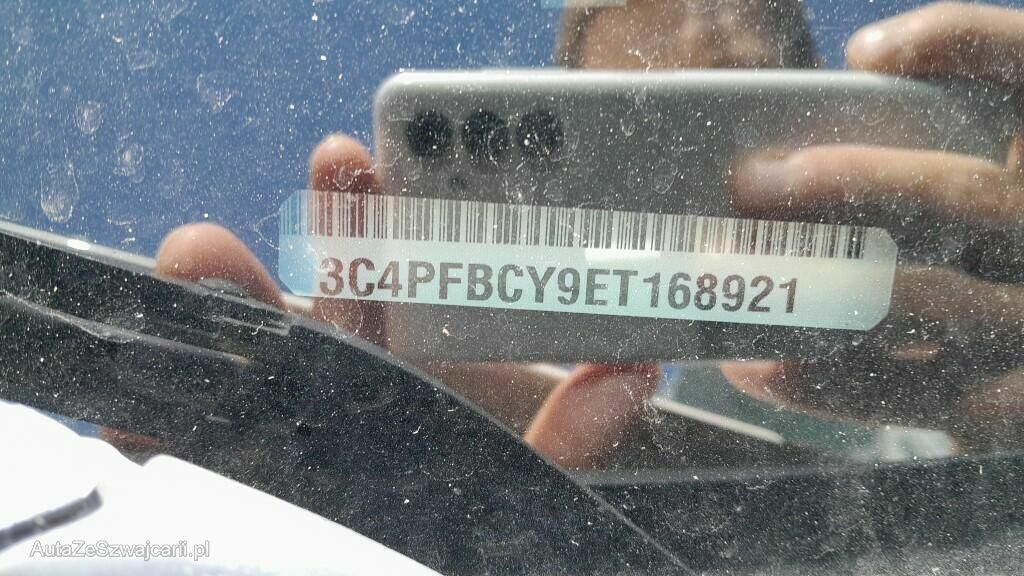 3C4PFBCY9ET168921
AutaZeSzwajcarii.pl